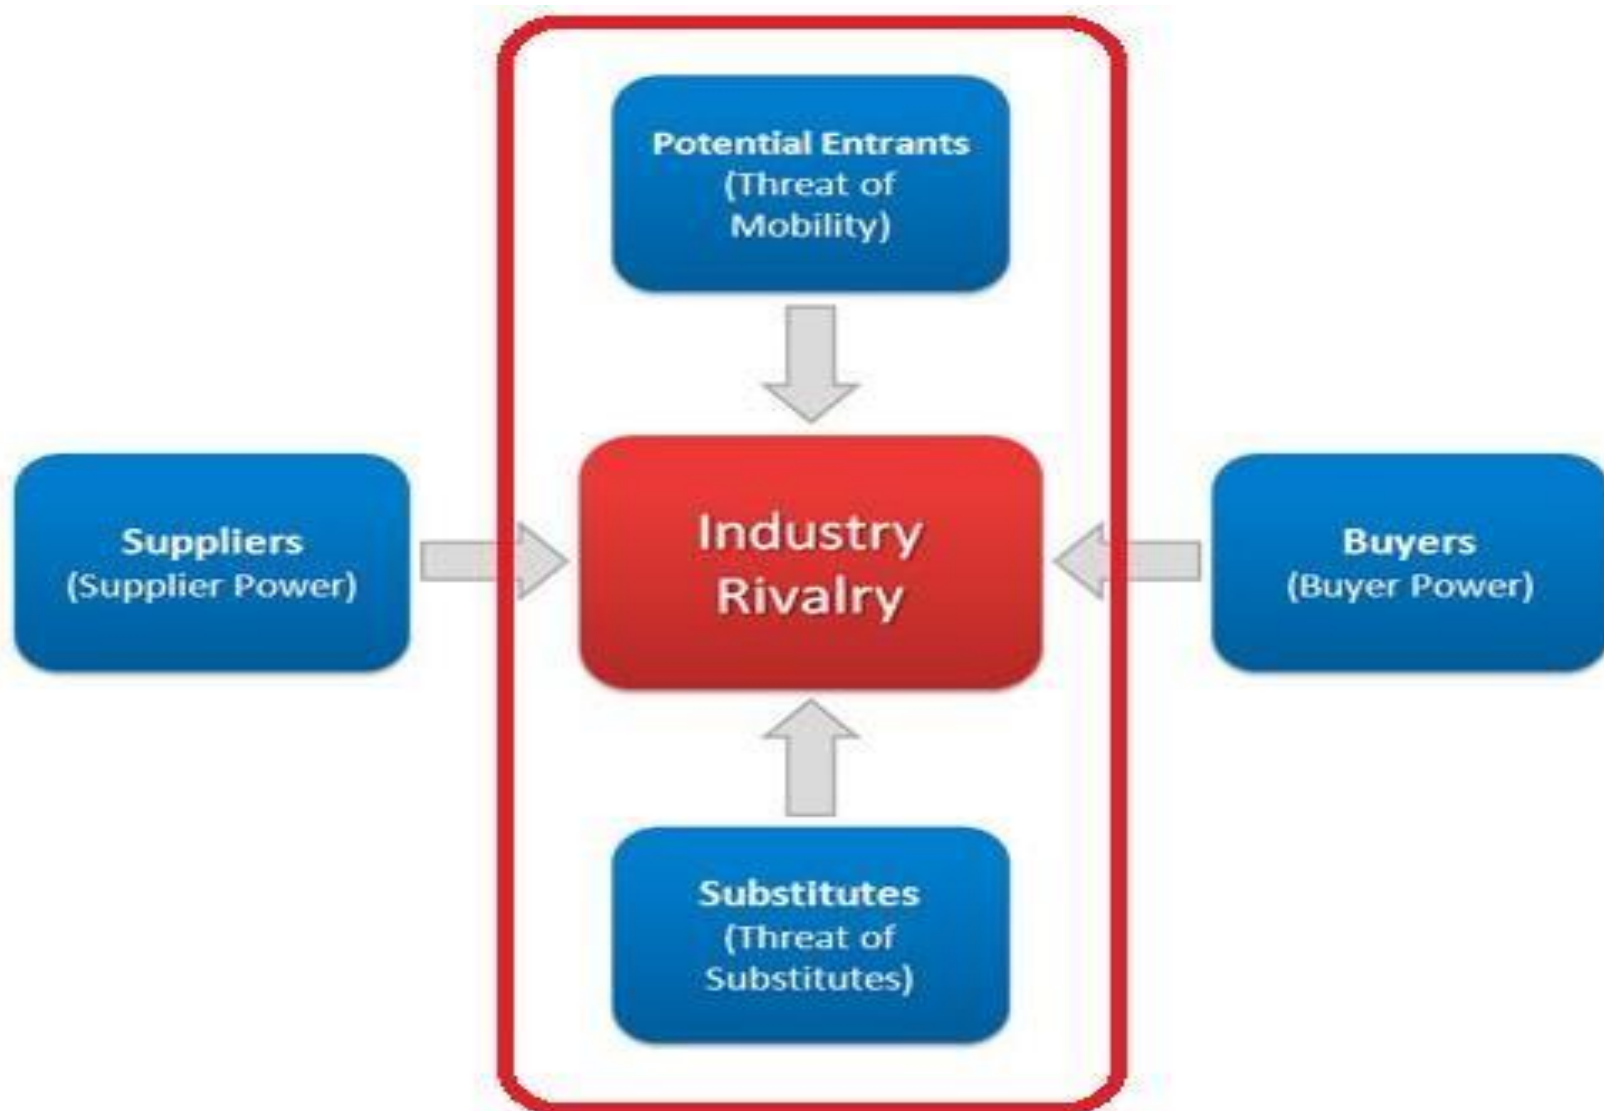 Potential Entrants
(Threat of
Mobility)
Suppliers
(Supplier Power)
Industry
Rivalry
Buyers
(Buyer Power)
Substitutes
(Threat of
Substitutes)